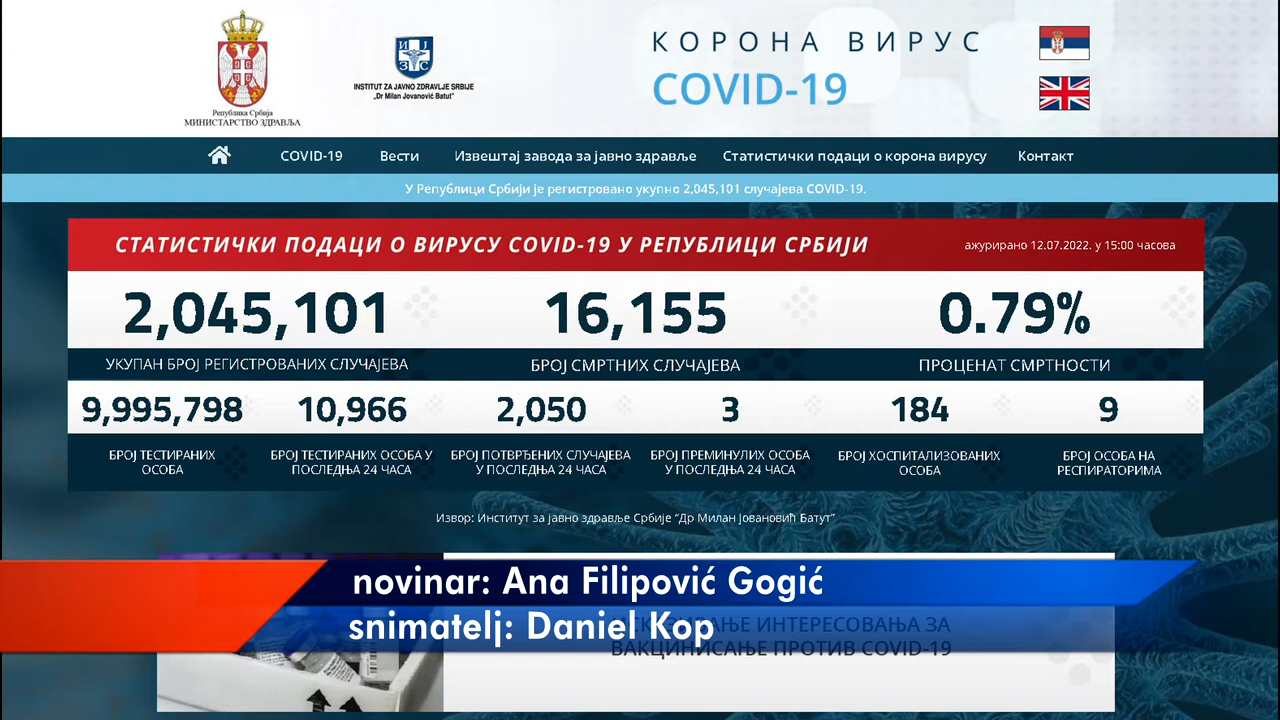 Република Србија
МИНИСТАРСТВО ЗДРАВЉА
И Ј
З С
INSTITUT ZA JAVNO ZDRAVLJE SRBIJE
„Dr Milan Jovanović Batut"
КОРОНА ВИРУС
COVID-19
COVID-19 Вести Извештај завода за јавно здравље Статистички подаци о корона вирусу Контакт
У Републици Србији је регистровано укупно 2,045,101 случајева COVID-19.
СТАТИСТИЧКИ ПОДАЦИ О ВИРУСУ COVID-19 У РЕПУБЛИЦИ СРБИЈИ
ажурирано 12.07.2022. у 15:00 часова
2,045,101 16,155 0.79%
УКУПАН БРОЈ РЕГИСТРОВАНИХ СЛУЧАЈЕВА БРОЈ СМРТНИХ СЛУЧАЈЕВА ПРОЦЕНАТ СМРТНОСТИ
9,995,798 10,966 2,050 3 184 9
БРОЈ ТЕСТИРАНИХ БРОЈ ТЕСТИРАНИХ ОСОБА У БРОЈ ПОТВРЂЕНИХ СЛУЧАЈЕВА БРОЈ ПРЕМИНУЛИХ ОСОБА БРОЈ ХОСПИТАЛИЗОВАНИХ БРОЈ ОСОБА НА
ОСОБА ПОСЛЕДЊА 24 ЧАСА У ПОСЛЕДЊА 24 ЧАСА У ПОСЛЕДЊА 24 ЧАСА ОСОБА РЕСПИРАТОРИМА
Извор: Институт за јавно здравље Србије “Др Милан Јовановић Батут”
novinar: Ana Filipović Gogić
snimatelj: Daniel Kop
ИНТЕРЕСОВАЊА ЗА
ВАКЦИНИСАЊЕ ПРОТИВ COVID-19